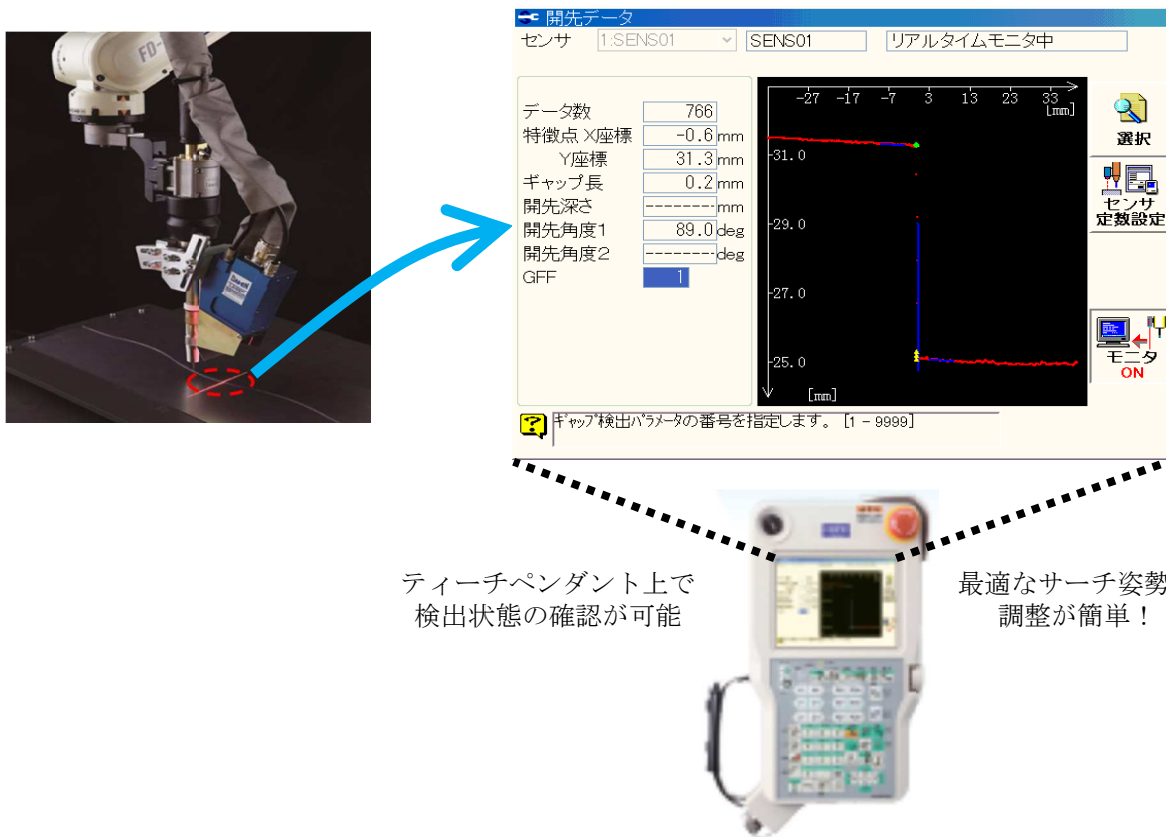 開先データ
センサ 1:SENS01 SENS01 リアルタイムモニタ中
FD-
データ数 766
特徴点 X座標 -0.6 mm
Y座標 31.3 mm
ギャップ長 0.2 mm
開先深さ -------- mm
開先角度1 89.0 deg
開先角度2 -------- deg
GFF 1
-27 -17 -7 3 13 23 33
[mm]
-31.0
-29.0
-27.0
-25.0
[mm]
選択
センサ
定数設定
モニタ
ON
ｷﾞｬｯﾌﾟ検出ﾊﾟﾗﾒｰﾀの番号を指定します。 [1 - 9999]
ティーチペンダント上で
検出状態の確認が可能
最適なサーチ姿勢
調整が簡単！